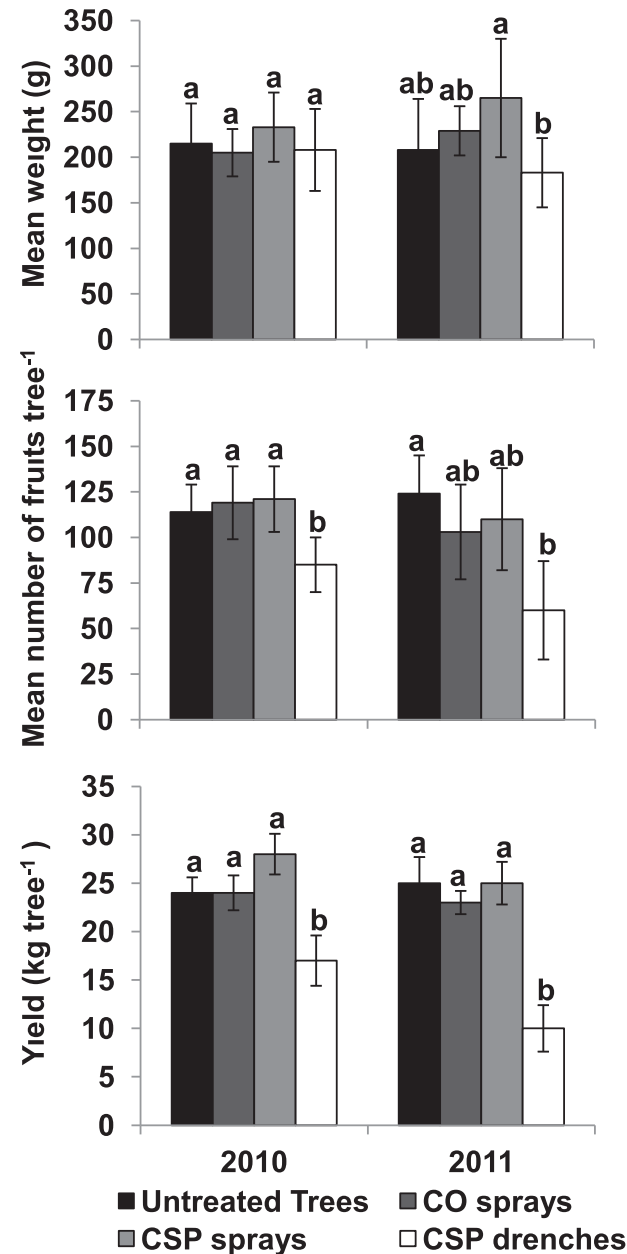 Mean weight (g)
350
300
250
200
150
100
50
0
a
a
a
a
ab
ab
a
b
Mean number of fruits tree-1
175
150
125
100
75
50
25
0
a
a
a
b
a
ab
ab
b
Yield (kg tree-1 )
35
30
25
20
15
10
5
0
a
a
a
b
a
a
a
b
2010
2011
Untreated Trees
CO sprays
CSP sprays
CSP drenches